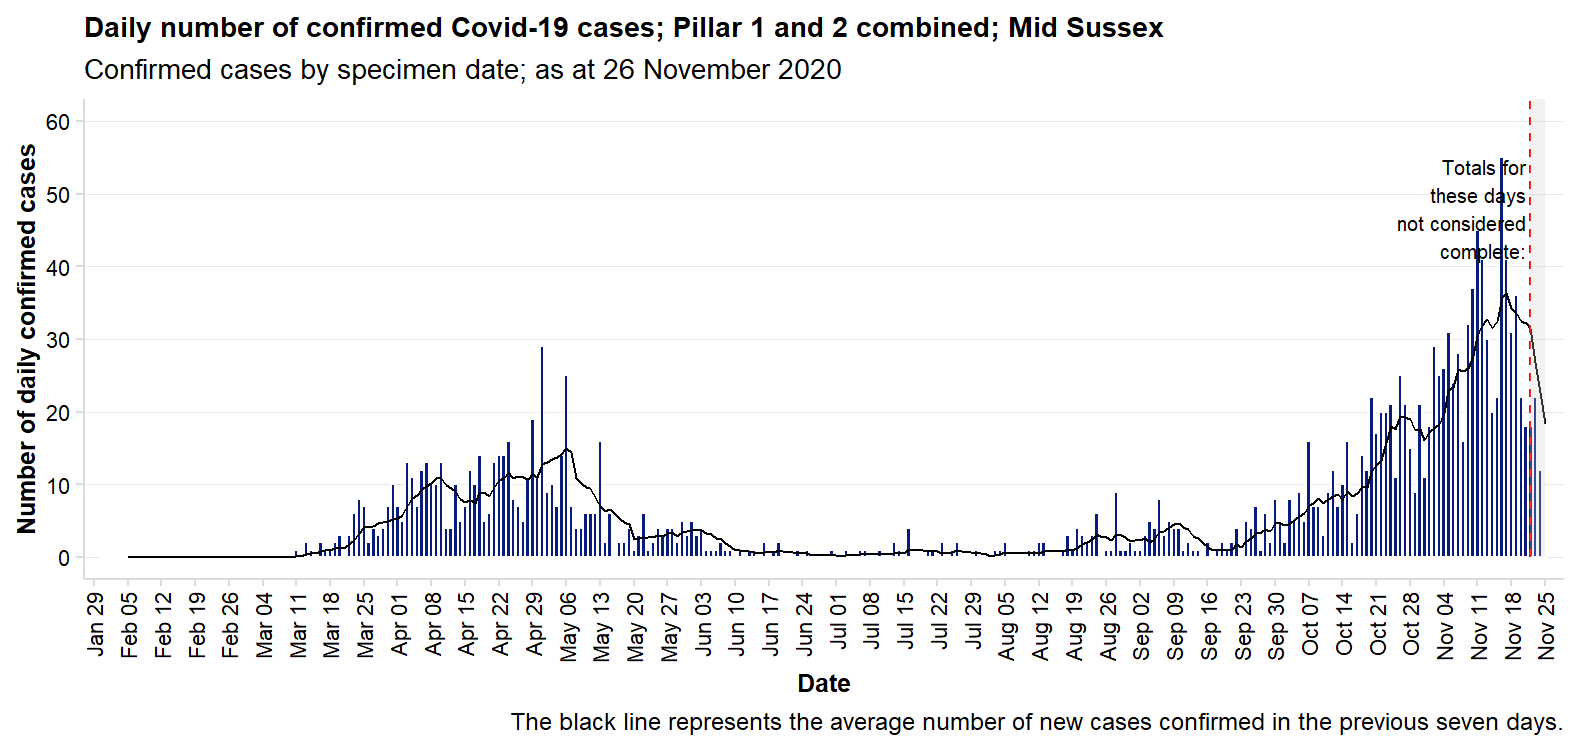 Daily number of confirmed Covid-19 cases; Pillar 1 and 2 combined; Mid Sussex
Confirmed cases by specimen date; as at 26 November 2020
Number of daily confirmed cases
60
50
40
30
20
10
0
Totals for
these days
not considered
complete:
Jan 29
Feb 05
Feb 12
Feb 19
Feb 26
Mar 04
Mar 11
Mar 18
Mar 25
Apr 01
Apr 08
Apr 15
Apr 22
Apr 29
May 06
May 13
May 20
May 27
Jun 03
Jun 10
Jun 17
Jun 24
Jul 01
Jul 08
Jul 15
Jul 22
Jul 29
Aug 05
Aug 12
Aug 19
Aug 26
Sep 02
Sep 09
Sep 16
Sep 23
Sep 30
Oct 07
Oct 14
Oct 21
Oct 28
Nov 04
Nov 11
Nov 18
Nov 25
Date
The black line represents the average number of new cases confirmed in the previous seven days.